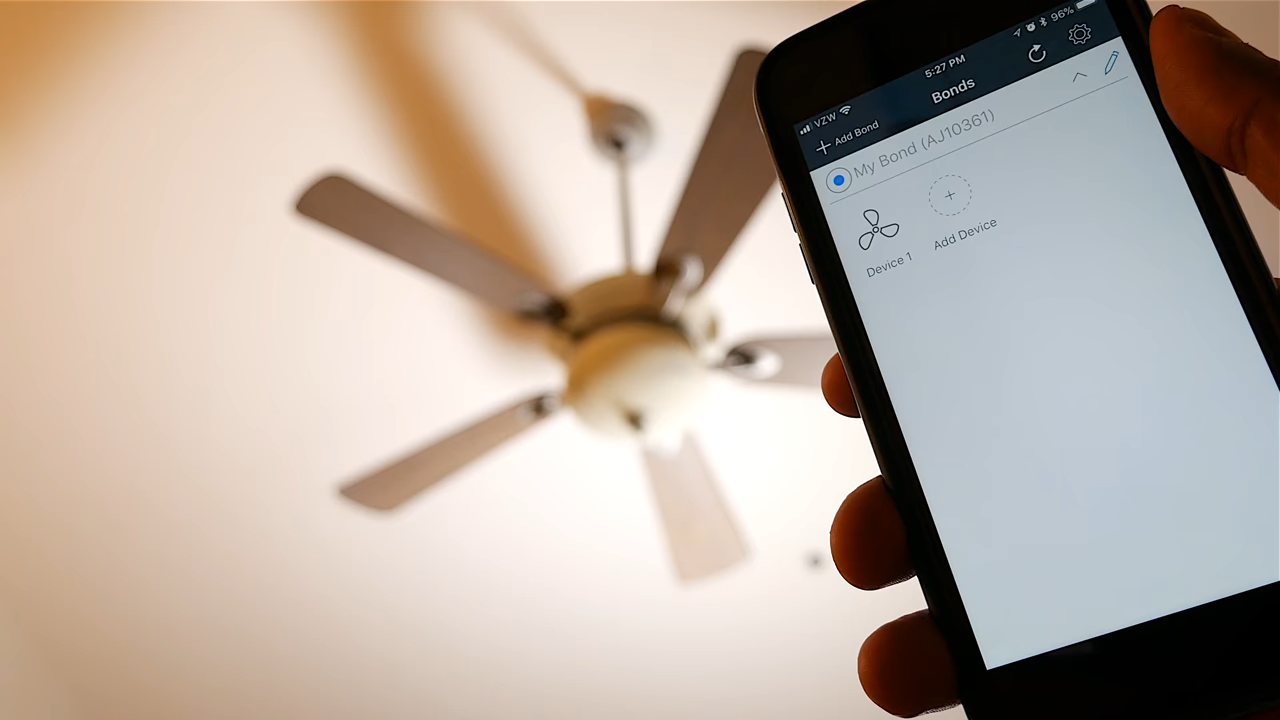 VZW 5:27 PM 96%
Bonds
Add Bond
My Bond (AJ10361)
Device 1
Add Device